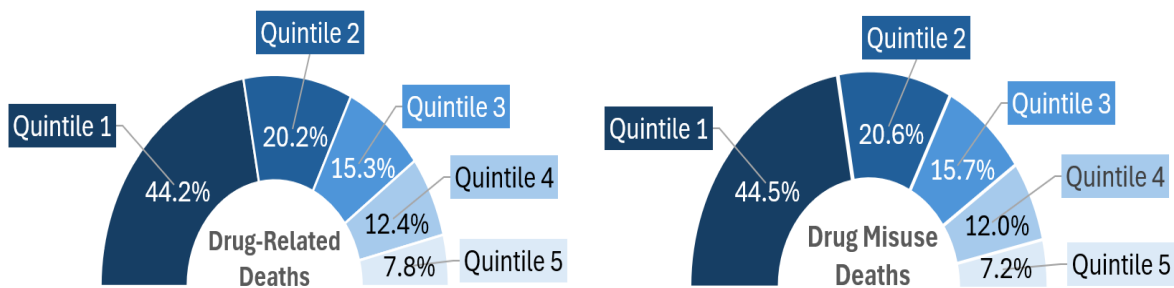 Quintile 1
44.2%
Quintile 2
20.2%
Quintile 3
15.3%
Quintile 4
12.4%
Quintile 5
7.8%
Drug-Related
Deaths
Quintile 1
44.5%
Quintile 2
20.6%
Quintile 3
15.7%
Quintile 4
12.0%
Quintile 5
7.2%
Drug Misuse
Deaths